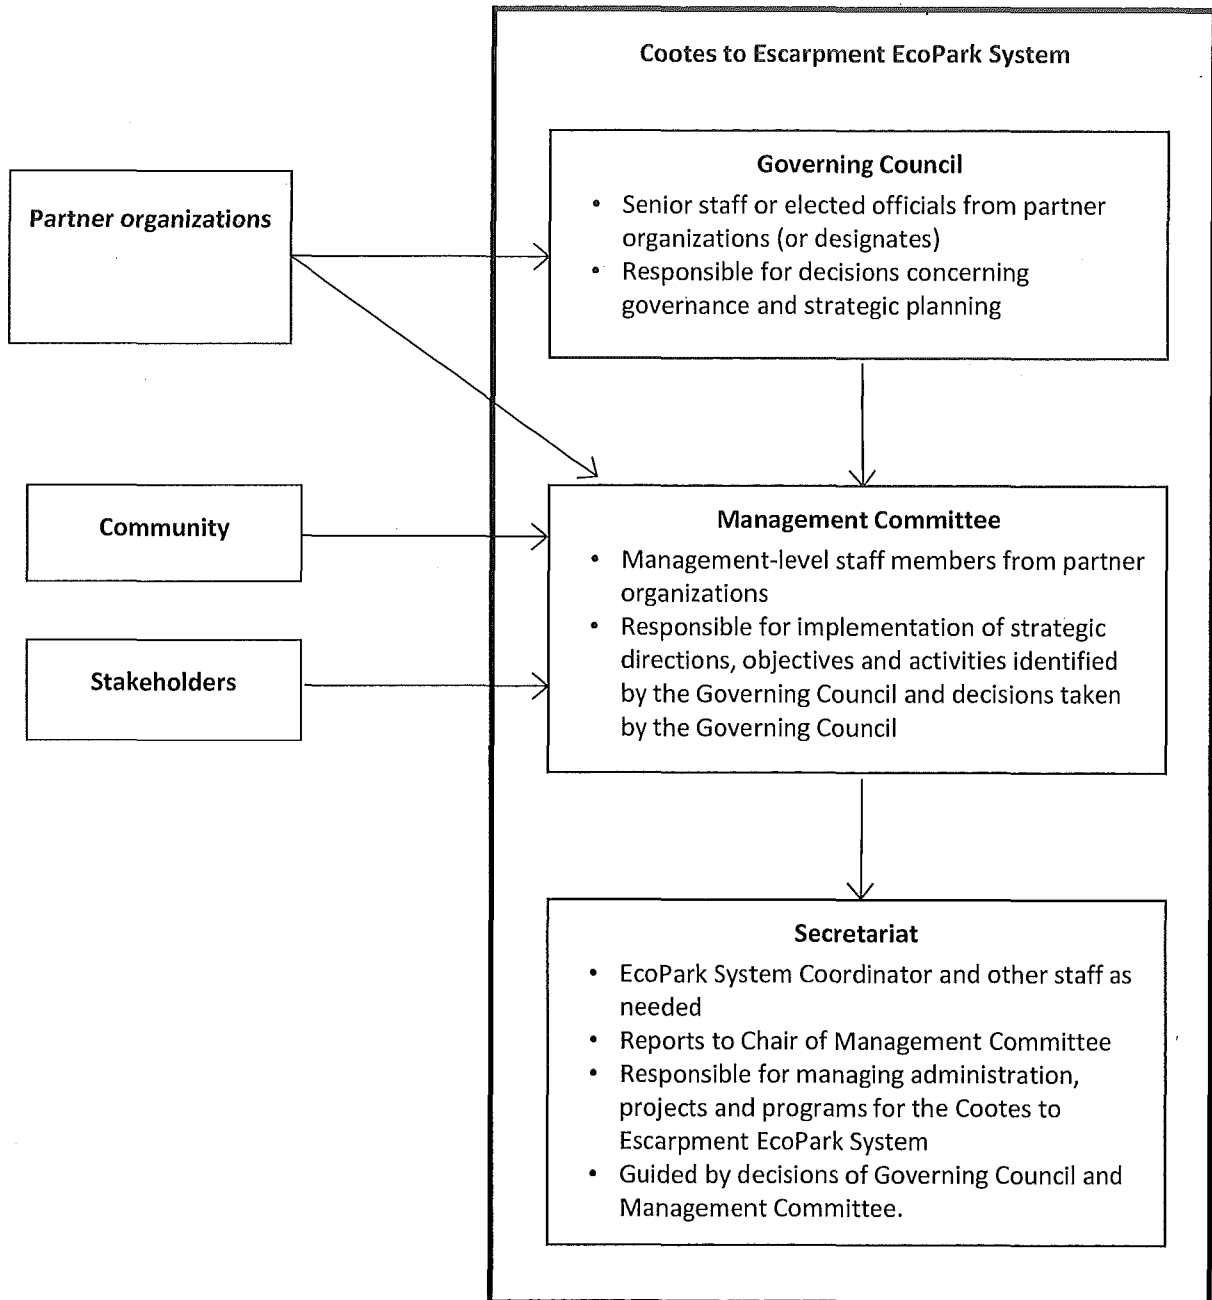 Cootes to Escarpment EcoPark System
Governing Council
• Senior staff or elected officials from partner
organizations (or designates)
• Responsible for decisions concerning
governance and strategic planning
Partner organizations
Community
Stakeholders
Management Committee
• Management-level staff members from partner
organizations
• Responsible for implementation of strategic
directions, objectives and activities identified
by the Governing Council and decisions taken
by the Governing Council
Secretariat
• EcoPark System Coordinator and other staff as
needed
• Reports to Chair of Management Committee
• Responsible for managing administration,
projects and programs for the Cootes to
Escarpment EcoPark System
• Guided by decisions of Governing Council and
Management Committee.